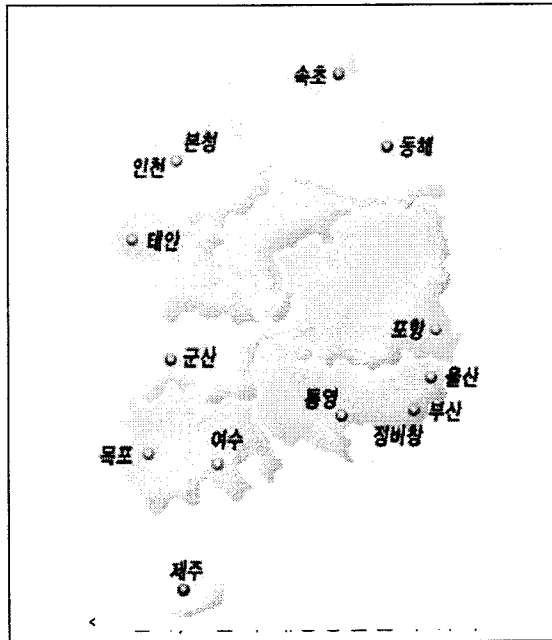 속초
본청
동해
인천
태안
포항
군산
울산
통영
부산
정비창
여수
목포
제주
<